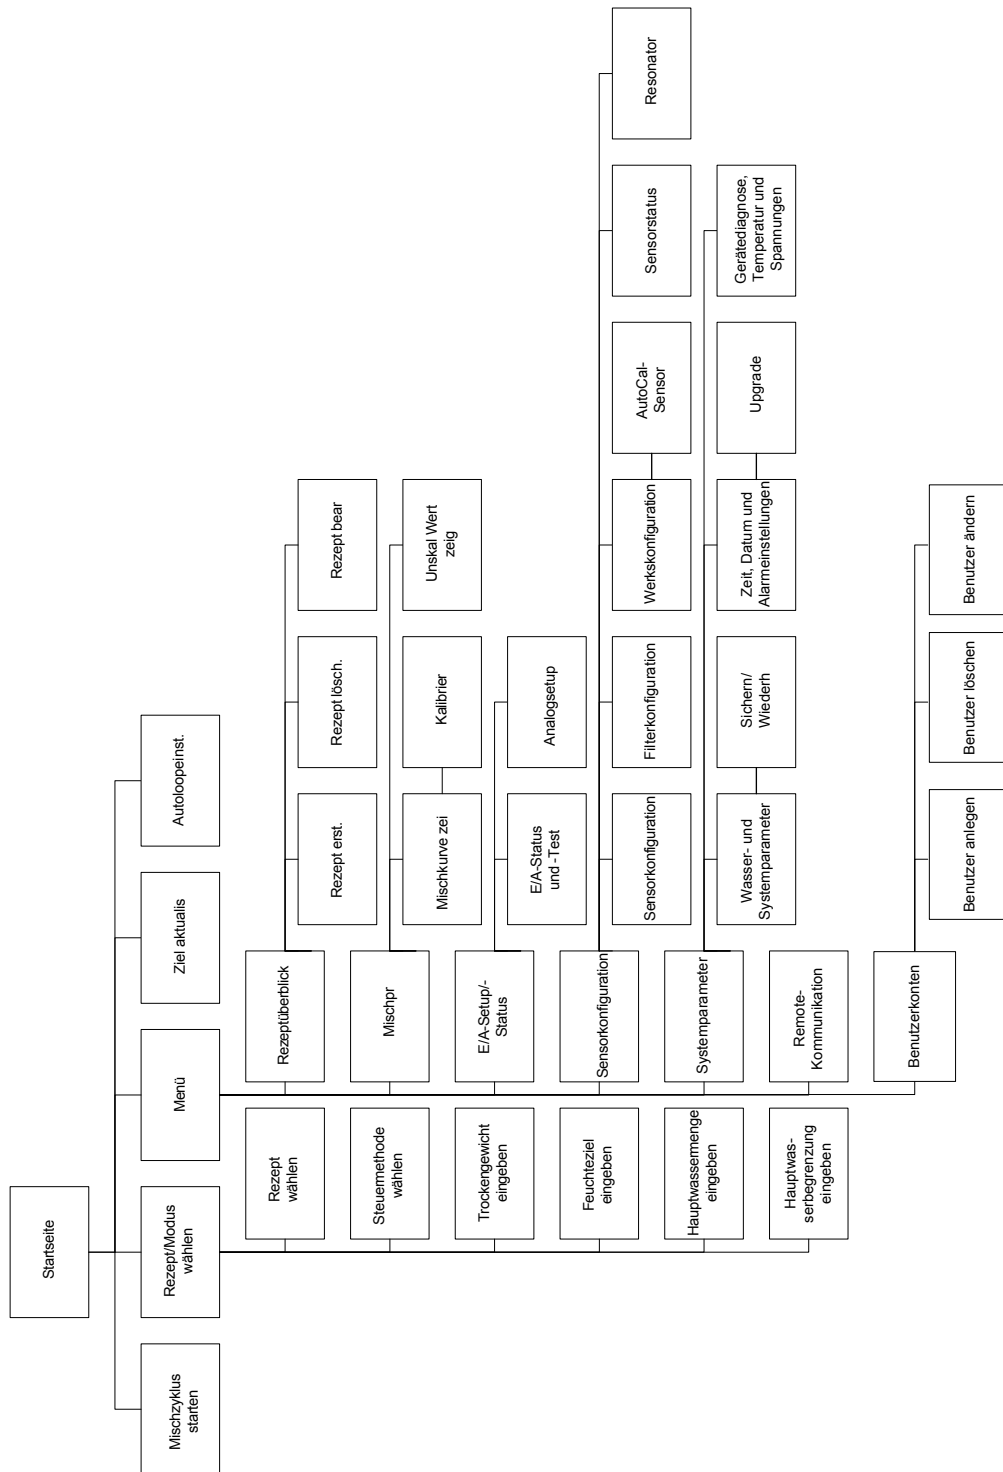 Startseite
Mischzyklus
starten
Rezept/Modus
wählen
Menü
Ziel aktualis
Autoloopeinst.
Rezept
wählen
Steuermethode
wählen
Trockengewicht
eingeben
Feuchteziel
eingeben
Hauptwassermenge
eingeben
Hauptwas-
serbegrenzung
eingeben
Rezeptüberblick
Rezept erst.
Rezept lösch.
Rezept bear
Mischpr
Mischkurve zei
Kalibrier
Unskal Wert
zeig
E/A-Setup/-
Status
E/A-Status
und -Test
Analogsetup
Sensorkonfiguration
Sensorkonfiguration
Filterkonfiguration
Werkskonfiguration
AutoCal-
Sensor
Sensorstatus
Resonator
Systemparameter
Wasser- und
Systemparameter
Sichern/
Wiederh
Zeit, Datum und
Alarmeinstellungen
Upgrade
Gerätediagnose,
Temperatur und
Spannungen
Remote-
Kommunikation
Benutzerkonten
Benutzer anlegen
Benutzer löschen
Benutzer ändern